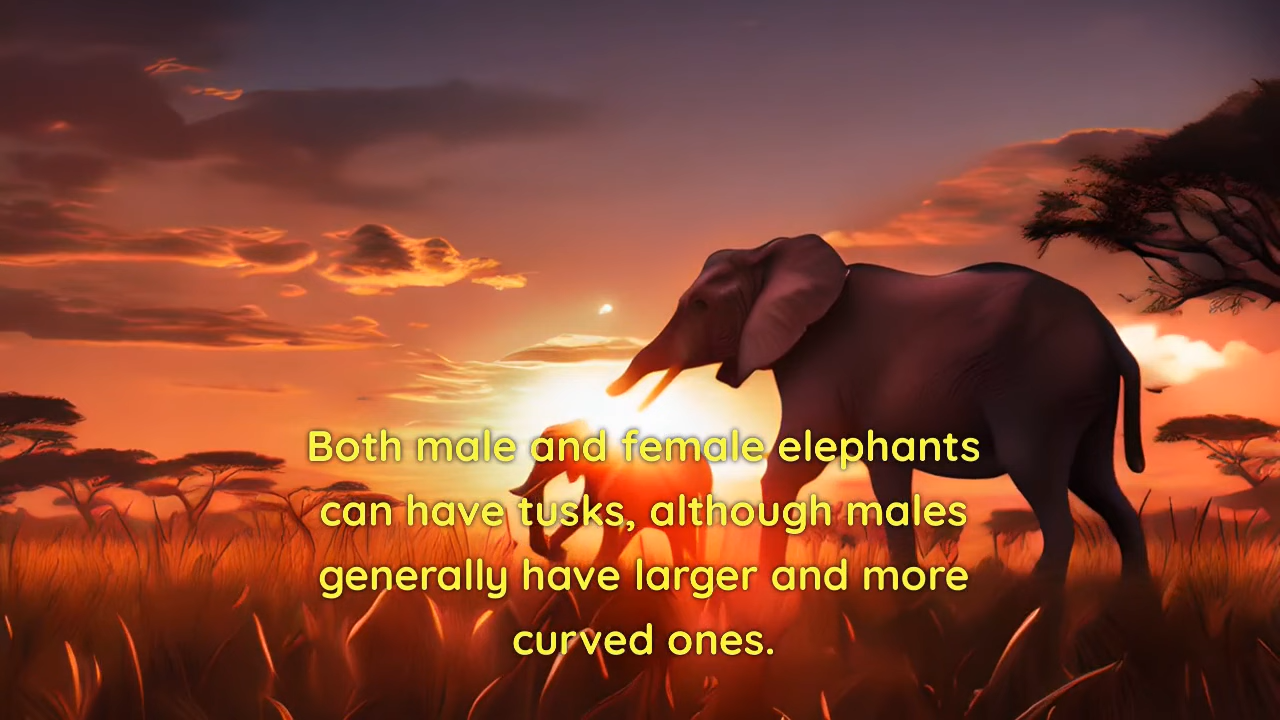 Both male and female elephants
can have tusks, although males
generally have larger and more
curved ones.